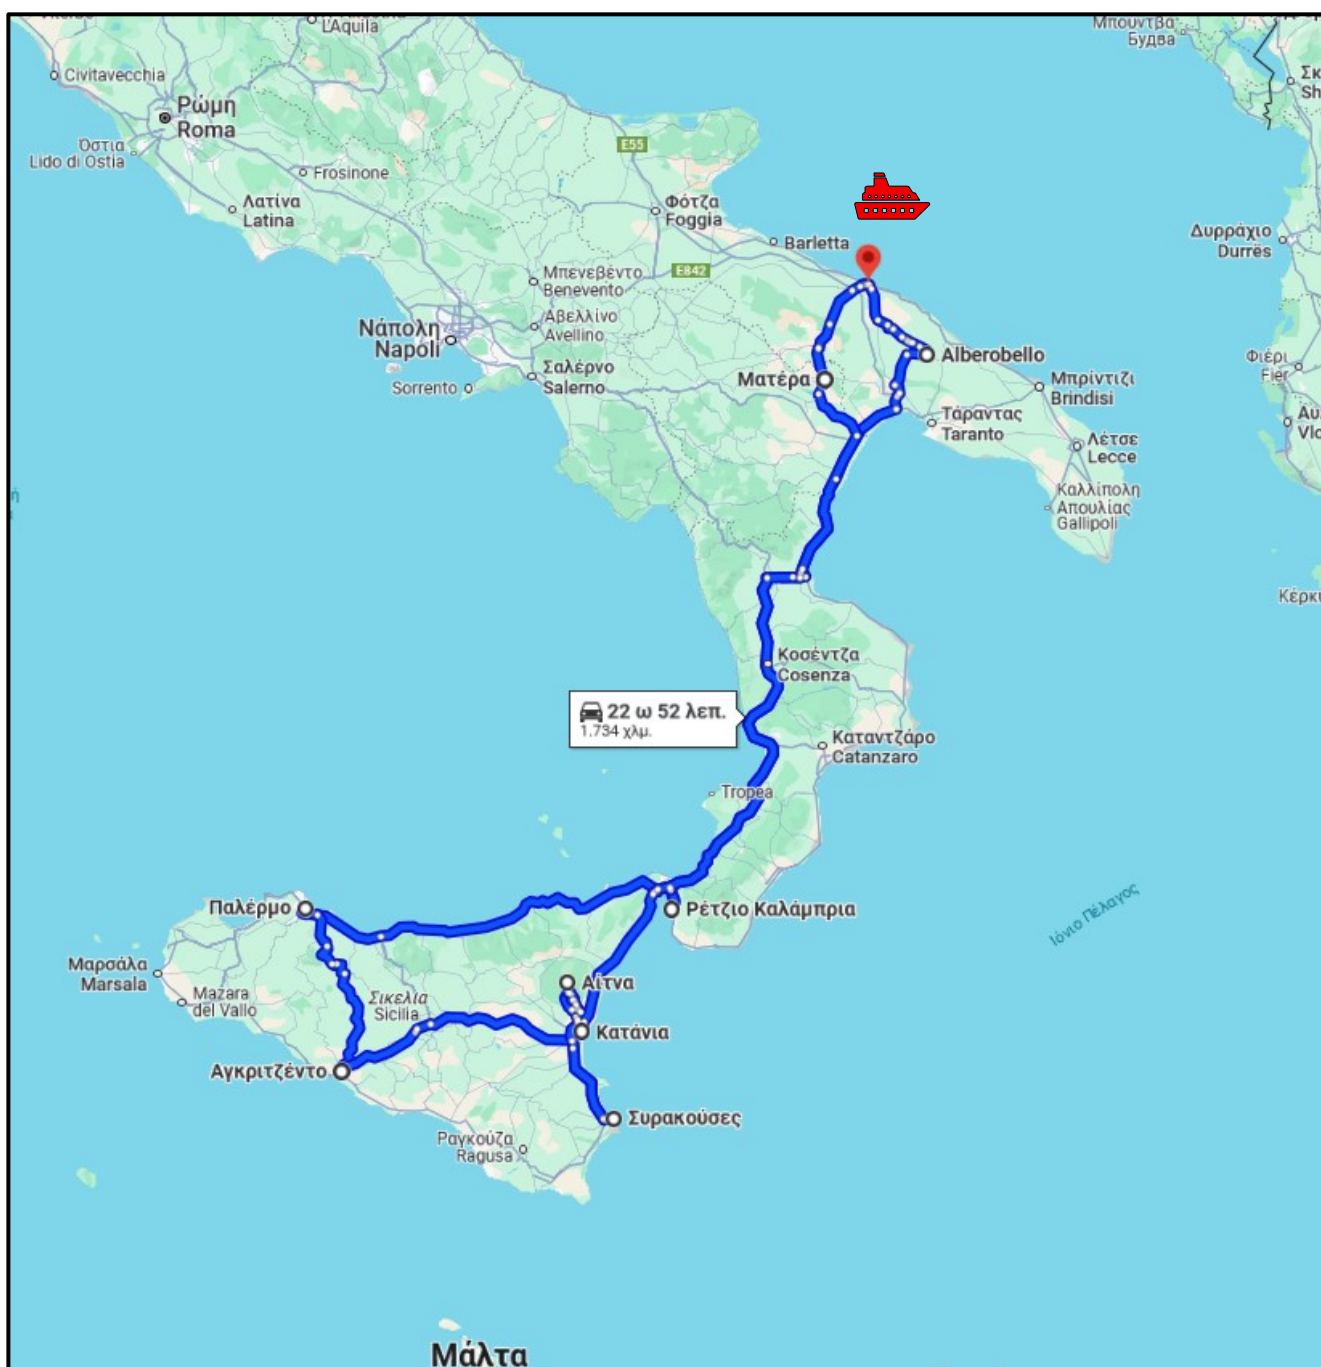 L'Aquila
Μπουντβα
Будва
Civitavecchia
Ρώμη
Roma
Όστια
Lido di Ostia
Frosinone
E55
Λατίνα
Latina
Φότζα
Foggia
Barletta
Δυρράχιο
Durrës
E842
Μπενεβέντο
Benevento
Αβελλίνο
Avellino
Νάπολη
Napoli
Σαλέρνο
Salerno
Sorrento
Ματέρα
Alberobello
Μπρίντιζι
Brindisi
Φιέρι
Fier
Τάραντας
Taranto
Λέτσε
Lecce
Καλλίπολη
Απουλίας
Gallipoli
Κοσέντζα
Cosenza
22 ω 52 λεπ.
1.734 χλμ.
Καταντζάρο
Catanzaro
Tropea
Παλέρμο
Ρέτζιο Καλάμπρια
Ιόνιο Πέλαγος
Μαρσάλα
Marsala
Mazara
del Vallo
Σικελία
Sicilia
Αίτνα
Κατάνια
Αγκριτζέντο
Συρακούσες
Ραγκούζα
Ragusa
Μάλτα